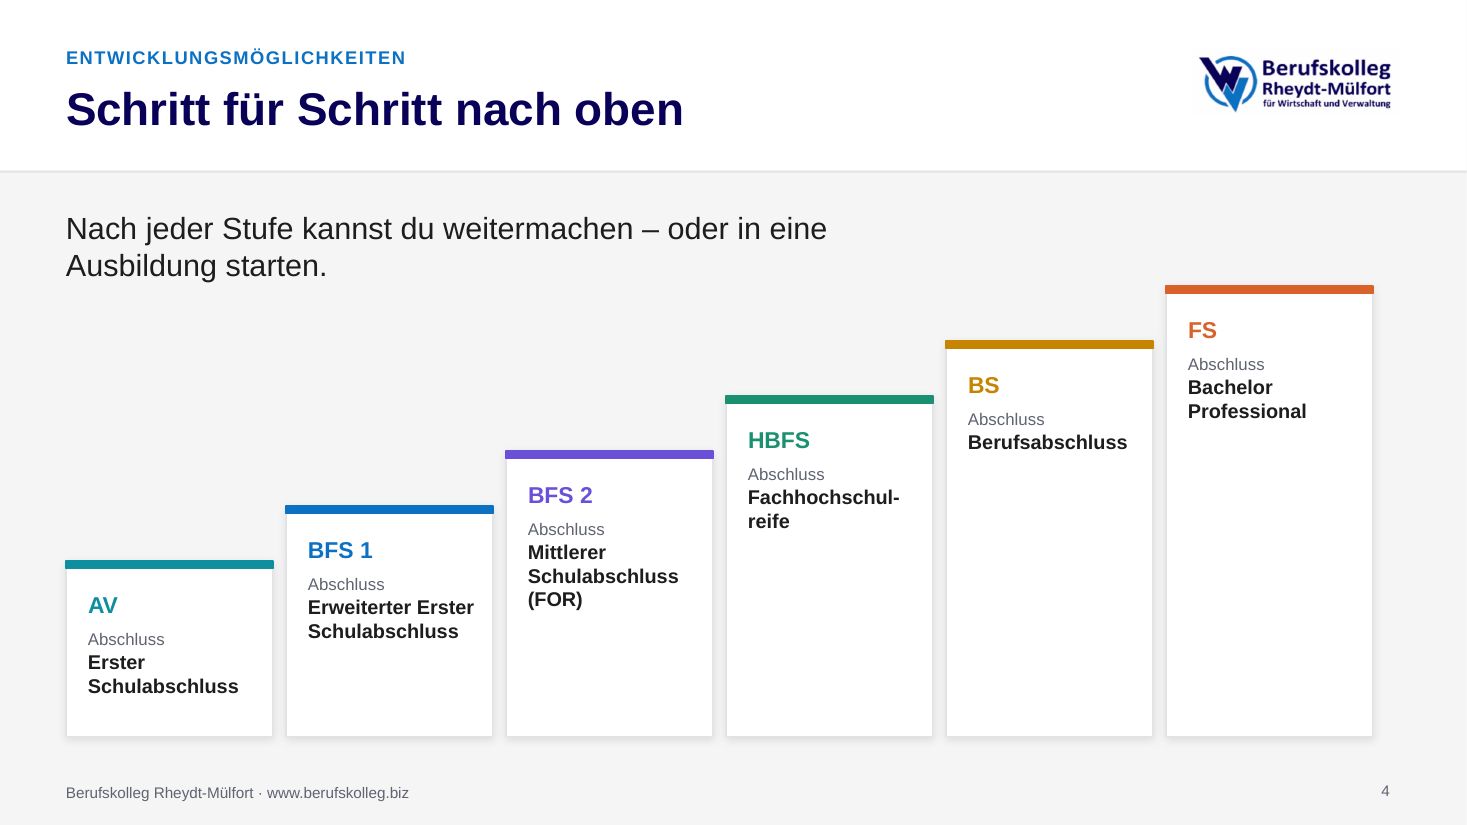 ENTWICKLUNGSMÖGLICHKEITEN
Schritt für Schritt nach oben
Berufskolleg
Rheydt-Mülfort
für Wirtschaft und Verwaltung
Nach jeder Stufe kannst du weitermachen – oder in eine
Ausbildung starten.
AV
Abschluss
Erster
Schulabschluss
BFS 1
Abschluss
Erweiterter Erster
Schulabschluss
BFS 2
Abschluss
Mittlerer
Schulabschluss
(FOR)
HBFS
Abschluss
Fachhochschul-
reife
BS
Abschluss
Berufsabschluss
FS
Abschluss
Bachelor
Professional
Berufskolleg Rheydt-Mülfort · www.berufskolleg.biz
4